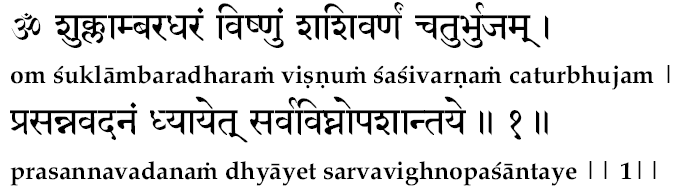 ॐ शुक्लाम्बरधरं विष्णुं शशिवर्णं चतुर्भुजम् ।
om śuklāmbaradharaṁ viṣṇuṁ śaśivarṇaṁ caturbhujam |
प्रसन्नवदनं ध्यायेत् सर्वविघ्नोपशान्तये ॥ १ ॥
prasannavadanaṁ dhyāyet sarvavighnopaśāntaye || 1||